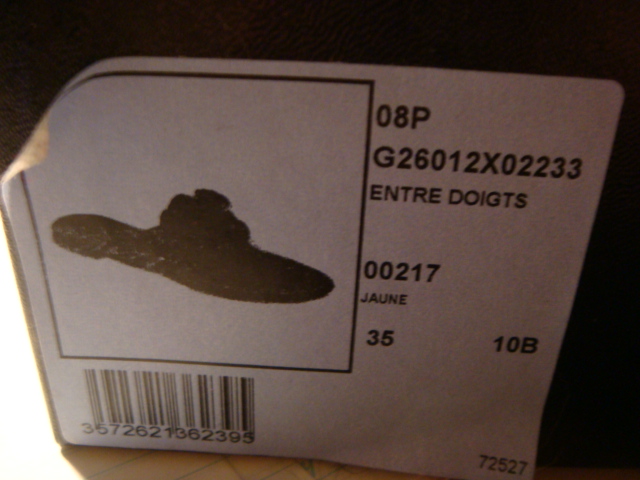 08P
G26012X02233
ENTRE DOIGTS
00217
JAUNE
35 10B
3572621362395
72527